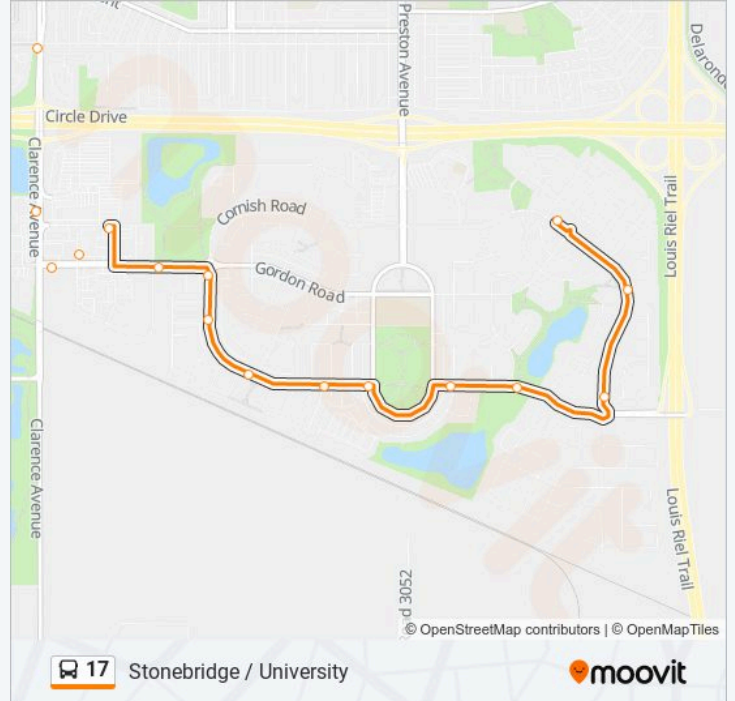 Preston Avenue
Delarond
Circle Drive
Clarence Avenue
Louis Riel Trail
Cornish Road
Gordon Road
Clarence Avenue
Louis Riel Trail
d 3052
© OpenStreetMap contributors | © OpenMapTiles
17 Stonebridge / University
moovit